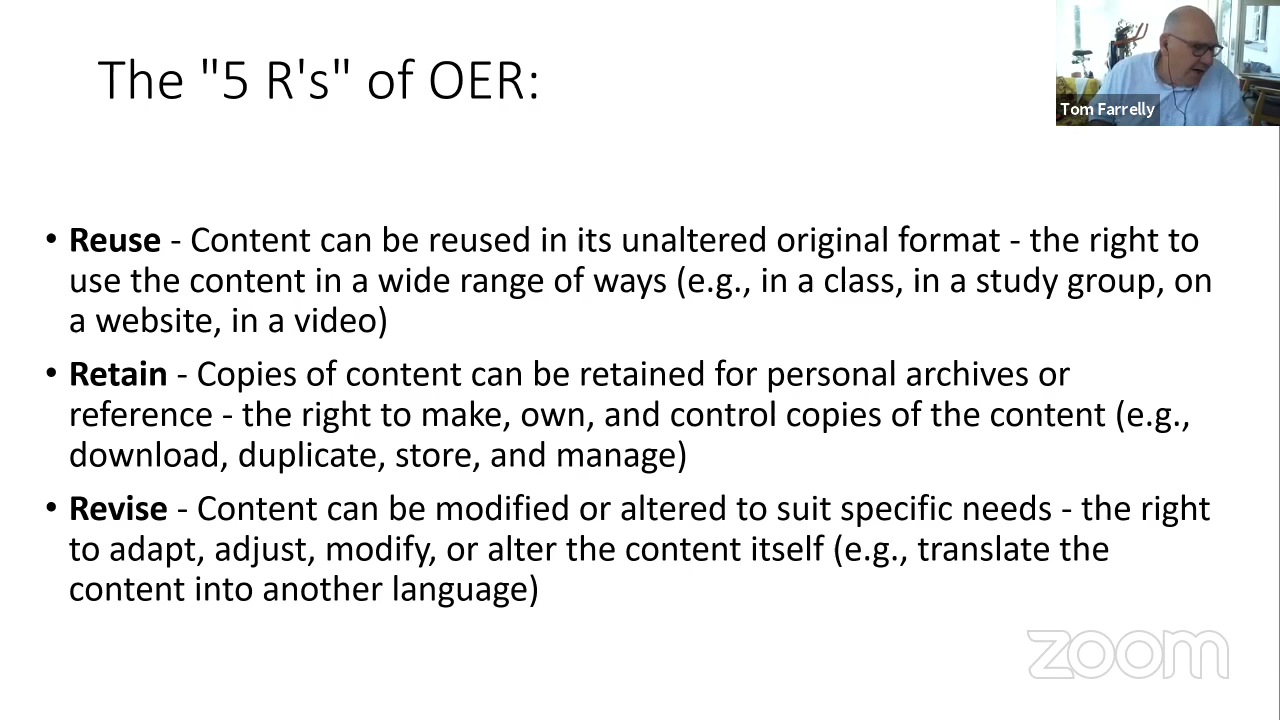 The "5 R's" of OER:
Tom Farrelly
• Reuse - Content can be reused in its unaltered original format - the right to
use the content in a wide range of ways (e.g., in a class, in a study group, on
a website, in a video)
• Retain - Copies of content can be retained for personal archives or
reference - the right to make, own, and control copies of the content (e.g.,
download, duplicate, store, and manage)
• Revise - Content can be modified or altered to suit specific needs - the right
to adapt, adjust, modify, or alter the content itself (e.g., translate the
content into another language)
zoom